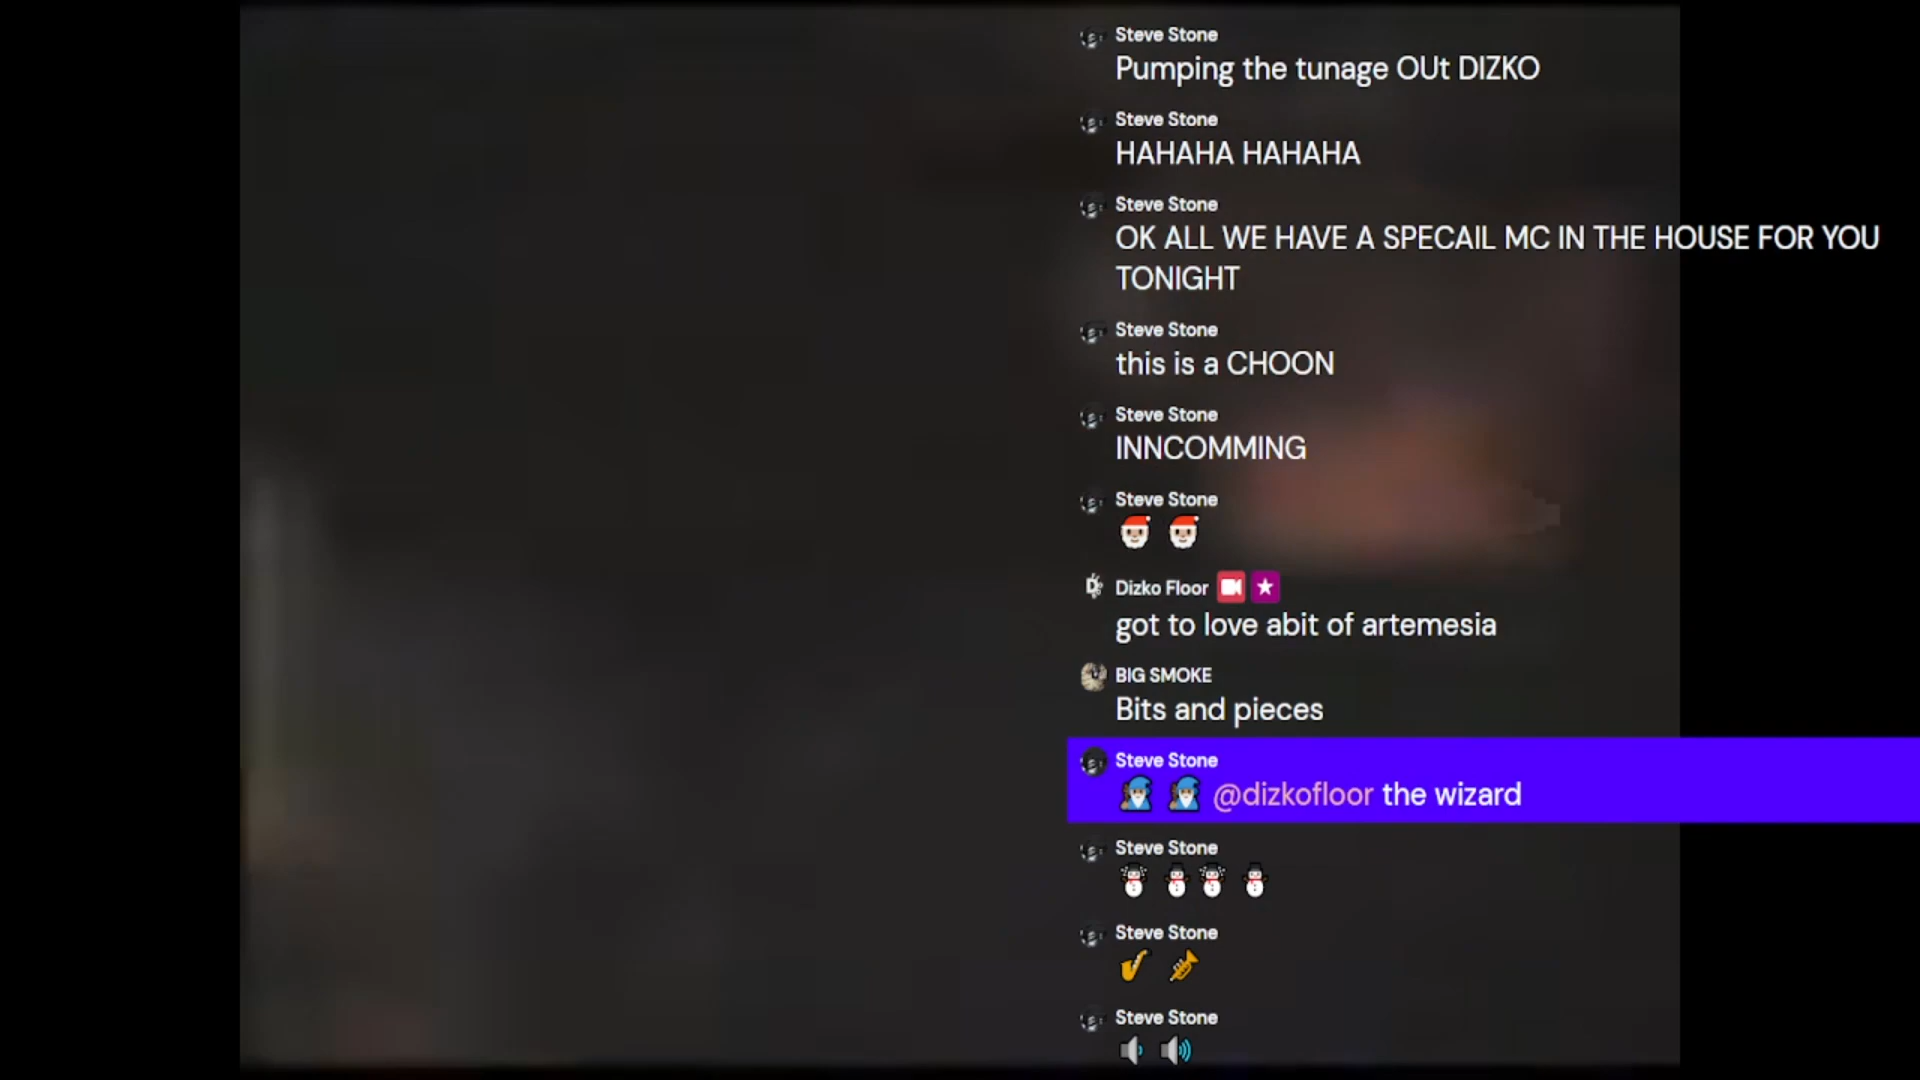 Steve Stone
Pumping the tunage OUt DIZKO
Steve Stone
HAHAHA HAHAHA
Steve Stone
OK ALL WE HAVE A SPECAIL MC IN THE HOUSE FOR YOU
TONIGHT
Steve Stone
this is a CHOON
Steve Stone
INNCOMMING
Steve Stone
🎅🏻 🎅🏻
Dizko Floor
got to love abit of artemesia
BIG SMOKE
Bits and pieces
Steve Stone
🧙‍♂️ 🧙‍♂️ @dizkofloor the wizard
Steve Stone
☃️ ⛄☃️ ⛄
Steve Stone
🎷 🎺
Steve Stone
🔉 🔊